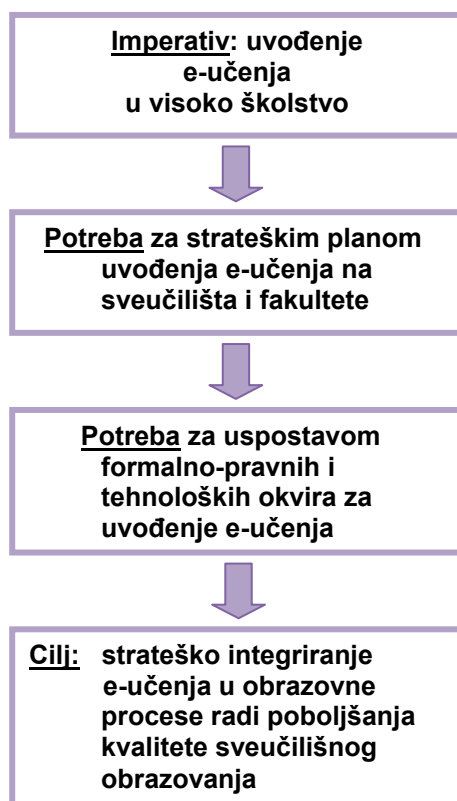 Imperativ: uvođenje
e-učenja
u visoko školstvo
Potreba za strateškim planom
uvođenja e-učenja na
sveučilišta i fakultete
Potreba za uspostavom
formalno-pravnih i
tehnoloških okvira za
uvođenje e-učenja
Cilj: strateško integriranje
e-učenja u obrazovne
procese radi poboljšanja
kvalitete sveučilišnog
obrazovanja